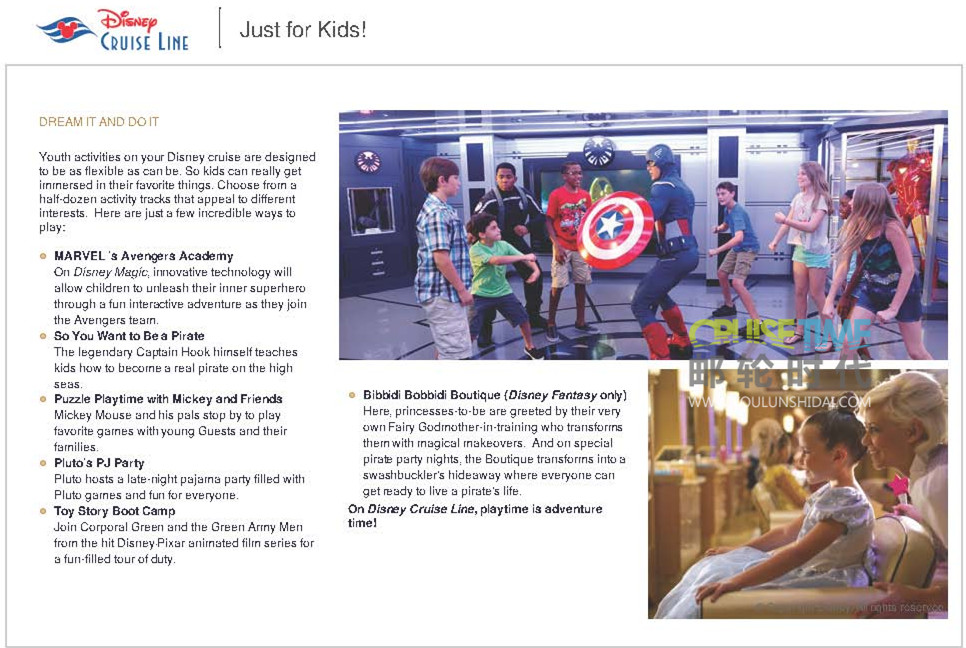 Disney
CRUISE LINE
Just for Kids!
DREAM IT AND DO IT
Youth activities on your Disney cruise are designed
to be as flexible as can be. So kids can really get
immersed in their favorite things. Choose from a
half-dozen activity tracks that appeal to different
interests. Here are just a few incredible ways to
play:
MARVEL 's Avengers Academy
On Disney Magic, innovative technology will
allow children to unleash their inner superhero
through a fun interactive adventure as they join
the Avengers team.
So You Want to Be a Pirate
The legendary Captain Hook himself teaches
kids how to become a real pirate on the high
seas.
Puzzle Playtime with Mickey and Friends
Mickey Mouse and his pals stop by to play
favorite games with young Guests and their
families.
Pluto's PJ Party
Pluto hosts a late-night pajama party filled with
Pluto games and fun for everyone.
Toy Story Boot Camp
Join Corporal Green and the Green Army Men
from the hit Disney·Pixar animated film series for
a fun-filled tour of duty.
Bibbidi Bobbidi Boutique (Disney Fantasy only)
Here, princesses-to-be are greeted by their very
own Fairy Godmother-in-training who transforms
them with magical makeovers. And on special
pirate party nights, the Boutique transforms into a
swashbuckler's hideaway where everyone can
get ready to live a pirate's life.
On Disney Cruise Line, playtime is adventure
time!
CRUISETIME
邮轮时代
WWW.YOULUNSHIDAI.COM
All rights reserved.